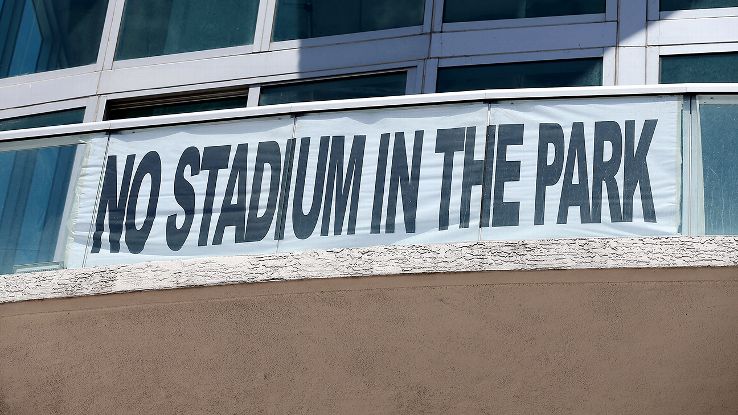 NO STADIUM IN THE PARK